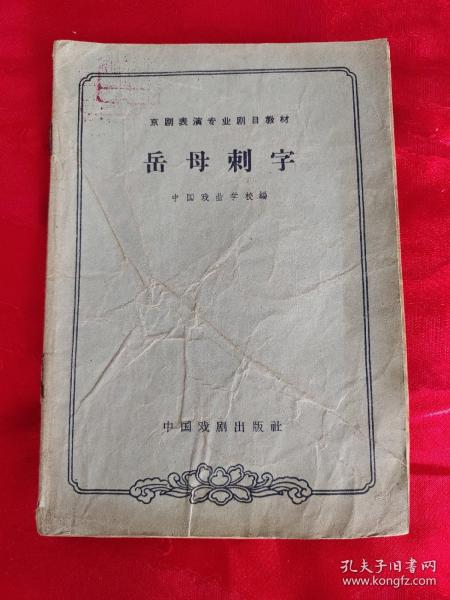 京剧表演专业剧目教材
岳母刺字
中国戏曲学校編
中国戏剧出版社
孔夫子旧书网
www.kongfz.com